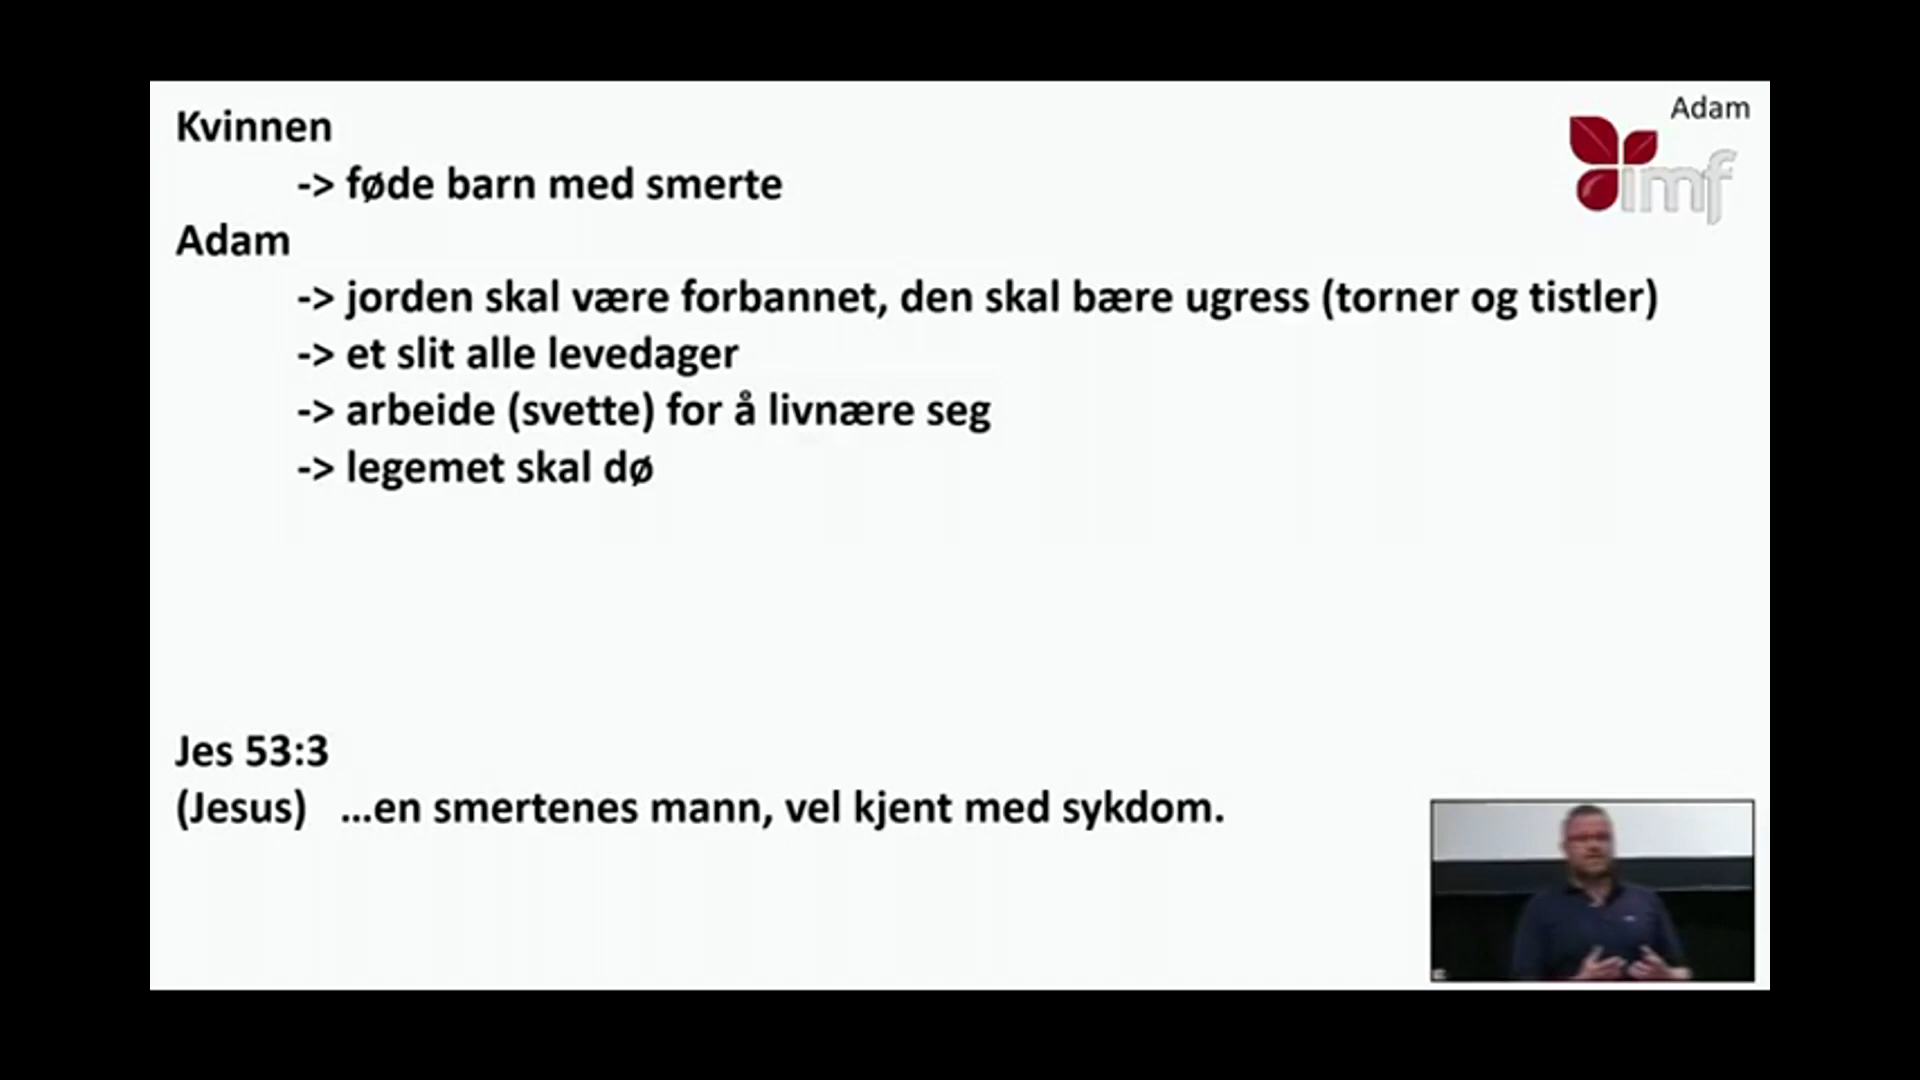 Kvinnen
-> føde barn med smerte
Adam
-> jorden skal være forbannet, den skal bære ugress (torner og tistler)
-> et slit alle levedager
-> arbeide (svette) for å livnære seg
-> legemet skal dø
Jes 53:3
(Jesus) ...en smertenes mann, vel kjent med sykdom.
Adam
imf